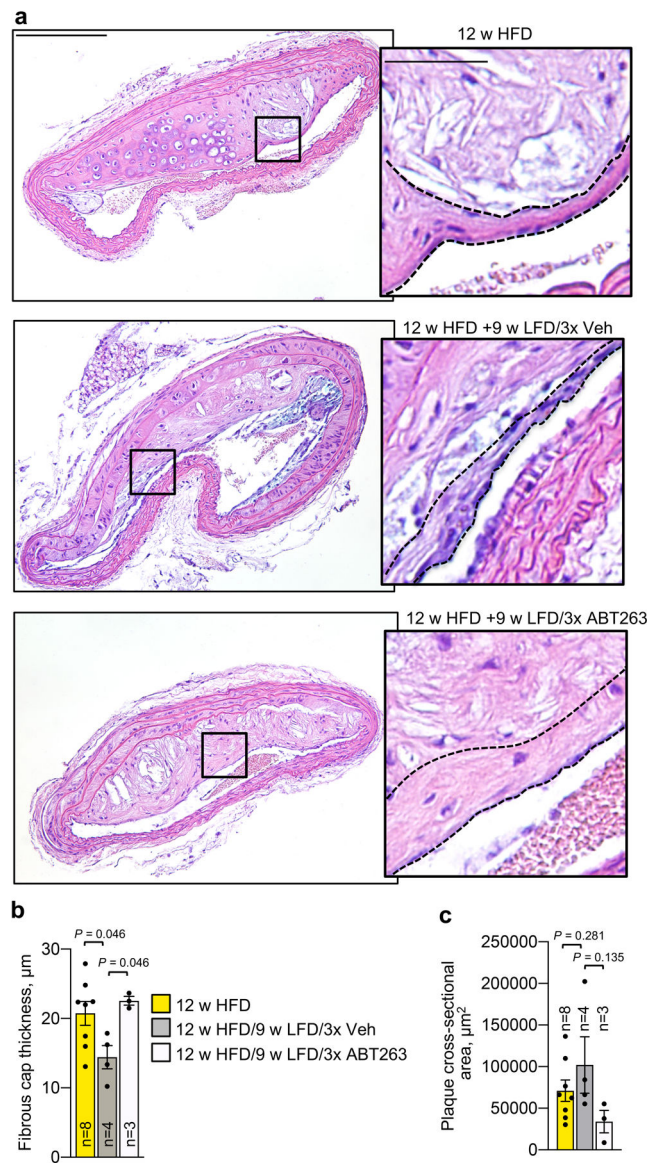 a
12 w HFD
12 w HFD +9 w LFD/3x Veh
12 w HFD +9 w LFD/3x ABT263
b
P = 0.046
P = 0.046
30
20
10
0
Fibrous cap thickness, µm
n=8
n=4
n=3
12 w HFD
12 w HFD/9 w LFD/3x Veh
12 w HFD/9 w LFD/3x ABT263
c
P = 0.281
P = 0.135
250000
200000
150000
100000
50000
0
Plaque cross-sectional
area, µm²
n=8
n=4
n=3